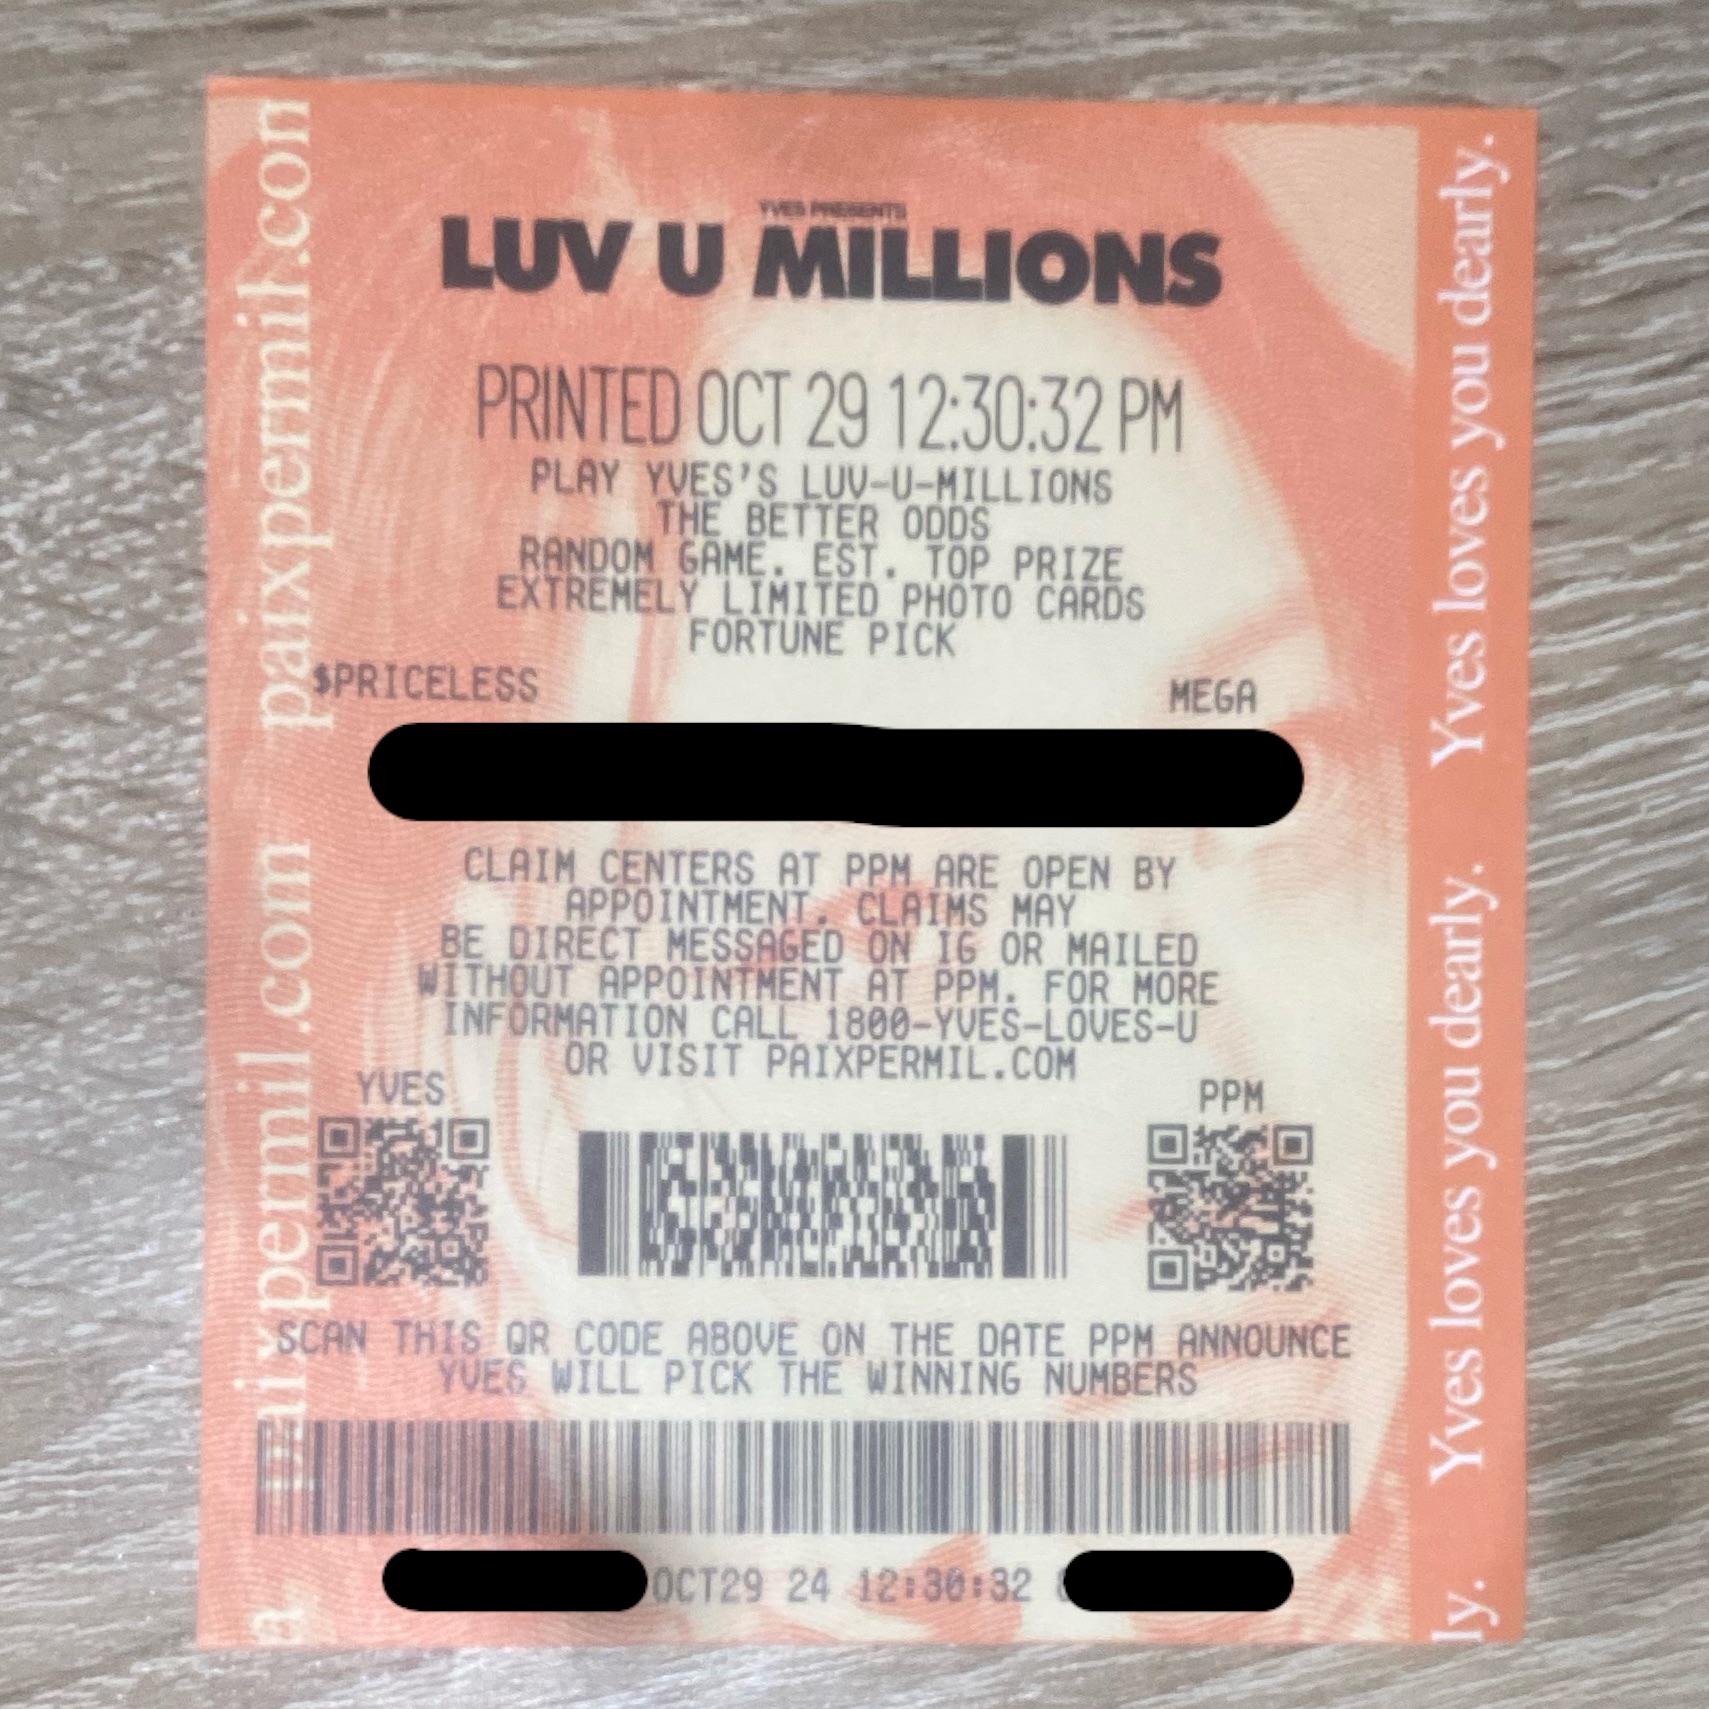 YVES PRESENTS
LUV U MILLIONS
PRINTED OCT 29 12:30:32 PM
PLAY YVES'S LUV-U-MILLIONS
THE BETTER ODDS
RANDOM GAME. EST. TOP PRIZE
EXTREMELY LIMITED PHOTO CARDS
FORTUNE PICK
$PRICELESS
MEGA
CLAIM CENTERS AT PPM ARE OPEN BY
APPOINTMENT. CLAIMS MAY
BE DIRECT MESSAGED ON IG OR MAILED
WITHOUT APPOINTMENT AT PPM. FOR MORE
INFORMATION CALL 1800-YVES-LOVES-U
OR VISIT PAIXPERMIL.COM
YVES
PPM
SCAN THIS QR CODE ABOVE ON THE DATE PPM ANNOUNCE
YVES WILL PICK THE WINNING NUMBERS
OCT29 24 12:30:32
paixpermil.com
paixpermil.com
Yves loves you dearly.
Yves loves you dearly.
ly.